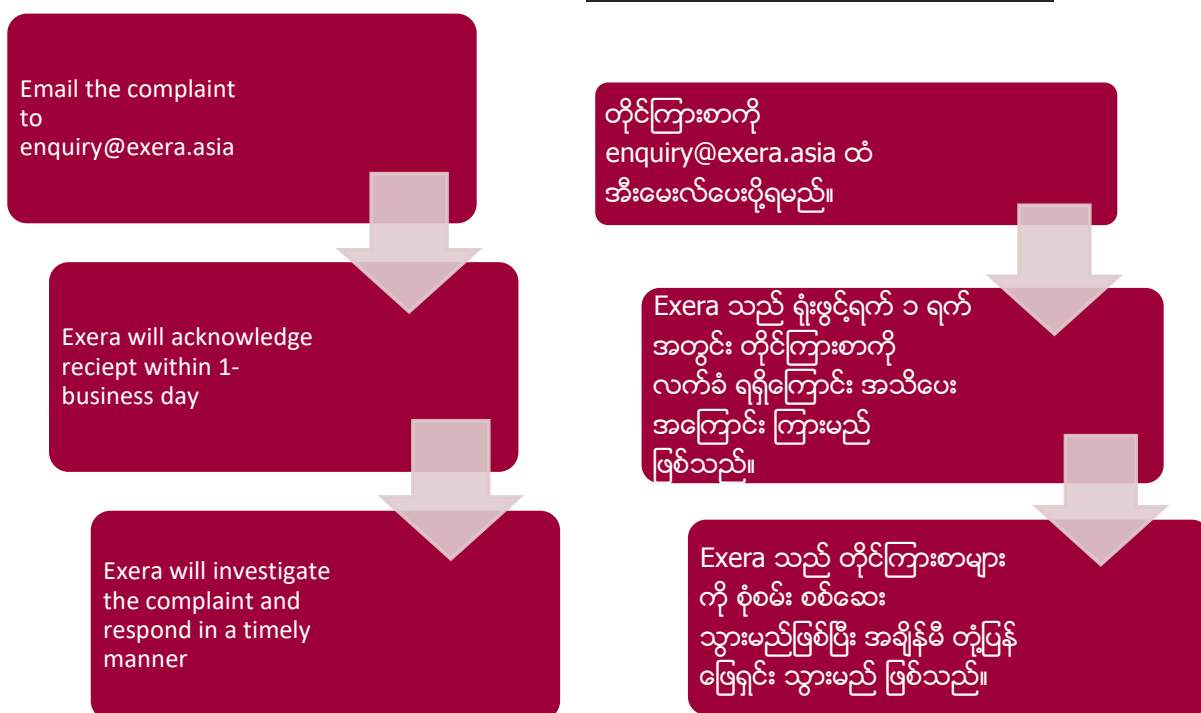 Email the complaint
to
enquiry@exera.asia
Exera will acknowledge
reciept within 1-
business day
Exera will investigate
the complaint and
respond in a timely
manner
တိုင်ကြားစာကို
enquiry@exera.asia ထံ
အီးမေးလ်ပေးပို့ရမည်။
Exera သည် ရုံးဖွင့်ရက် ၁ ရက်
အတွင်း တိုင်ကြားစာကို
လက်ခံ ရရှိကြောင်း အသိပေး
အကြောင်း ကြားမည်
ဖြစ်သည်။
Exera သည် တိုင်ကြားစာများ
ကို စုံစမ်း စစ်ဆေး
သွားမည်ဖြစ်ပြီး အချိန်မီ တုံ့ပြန်
ဖြေရှင်း သွားမည် ဖြစ်သည်။